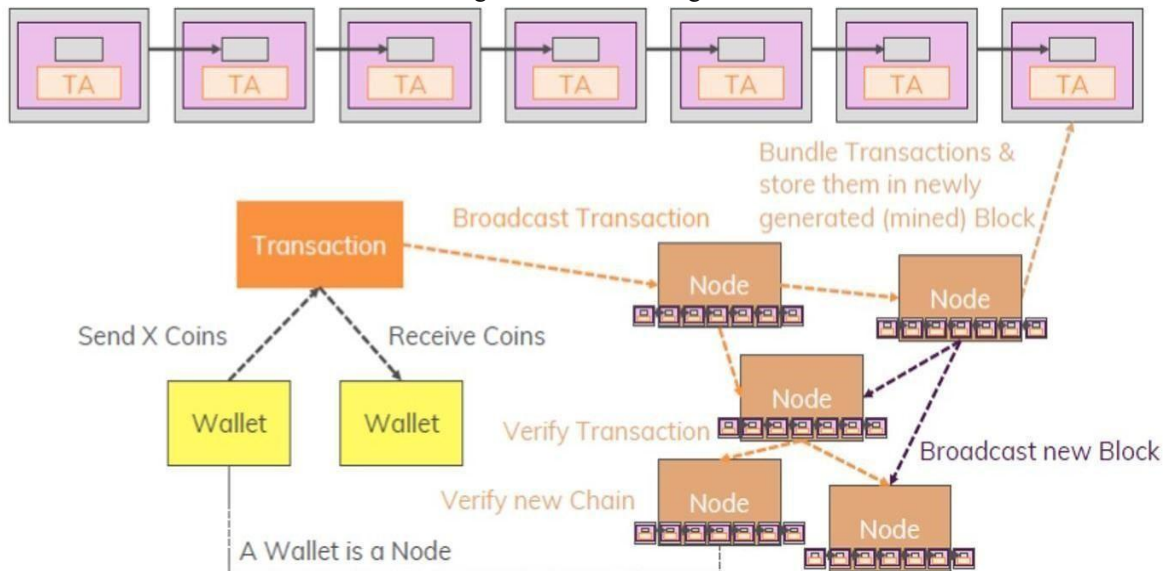 TA
TA
TA
TA
TA
TA
TA
Bundle Transactions &
store them in newly
generated (mined) Block
Broadcast Transaction
Transaction
Node
Node
Send X Coins
Receive Coins
Wallet
Wallet
Node
Verify Transaction
Broadcast new Block
Verify new Chain
Node
Node
A Wallet is a Node